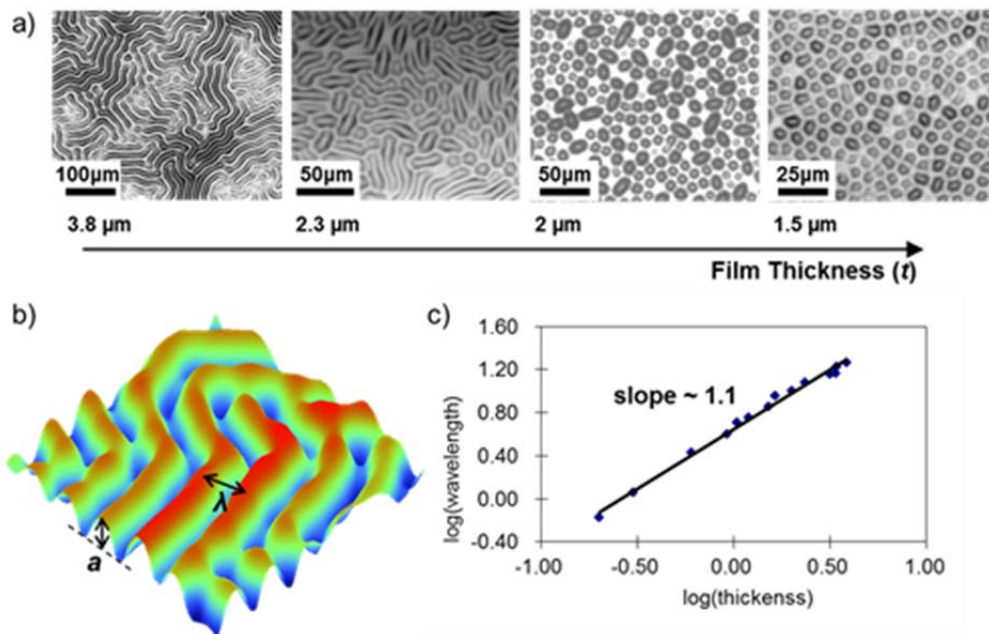 a)
100µm
50µm
50µm
25µm
3.8 µm
2.3 µm
2 µm
1.5 µm
Film Thickness (t)
b)
λ
a
c)
1.60
1.20
0.80
0.40
0.00
-0.40
log(wavelength)
slope ~ 1.1
-1.00
-0.50
0.00
0.50
1.00
log(thickenss)